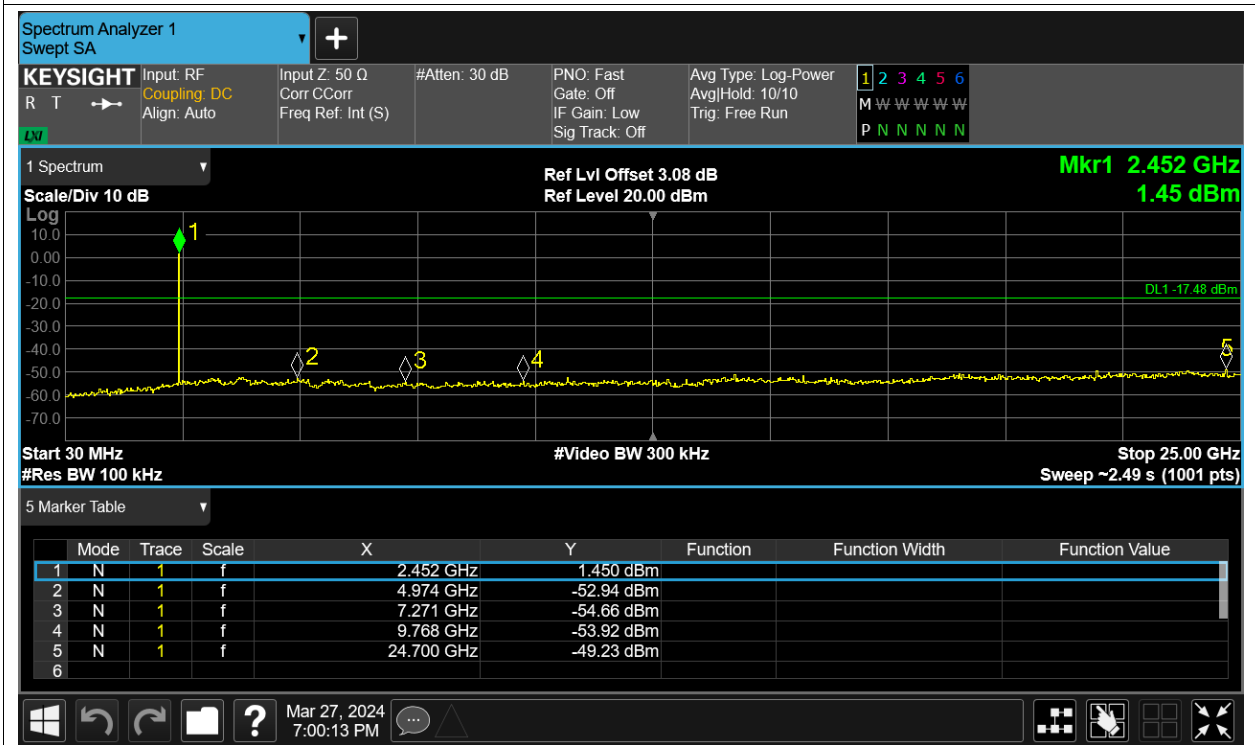 Spectrum Analyzer 1
Swept SA
KEYSIGHT Input: RF Input Z: 50 Ω #Atten: 30 dB PNO: Fast Avg Type: Log-Power 1 2 3 4 5 6
R T Coupling: DC Corr CCorr Gate: Off Avg|Hold: 10/10 M W W W W W
Align: Auto Freq Ref: Int (S) IF Gain: Low Trig: Free Run
LXI Sig Track: Off P N N N N N
1 Spectrum Ref Lvl Offset 3.08 dB Mkr1 2.452 GHz
Scale/Div 10 dB Ref Level 20.00 dBm 1.45 dBm
Log
10.0 1
0.00
-10.0
DL1 -17.48 dBm
-20.0
-30.0
-40.0 2 3 4 5
-50.0
-60.0
-70.0
Start 30 MHz #Video BW 300 kHz Stop 25.00 GHz
#Res BW 100 kHz Sweep ~2.49 s (1001 pts)
5 Marker Table
Mode Trace Scale X Y Function Function Width Function Value
1 N 1 f 2.452 GHz 1.450 dBm
2 N 1 f 4.974 GHz -52.94 dBm
3 N 1 f 7.271 GHz -54.66 dBm
4 N 1 f 9.768 GHz -53.92 dBm
5 N 1 f 24.700 GHz -49.23 dBm
6
? Mar 27, 2024
7:00:13 PM